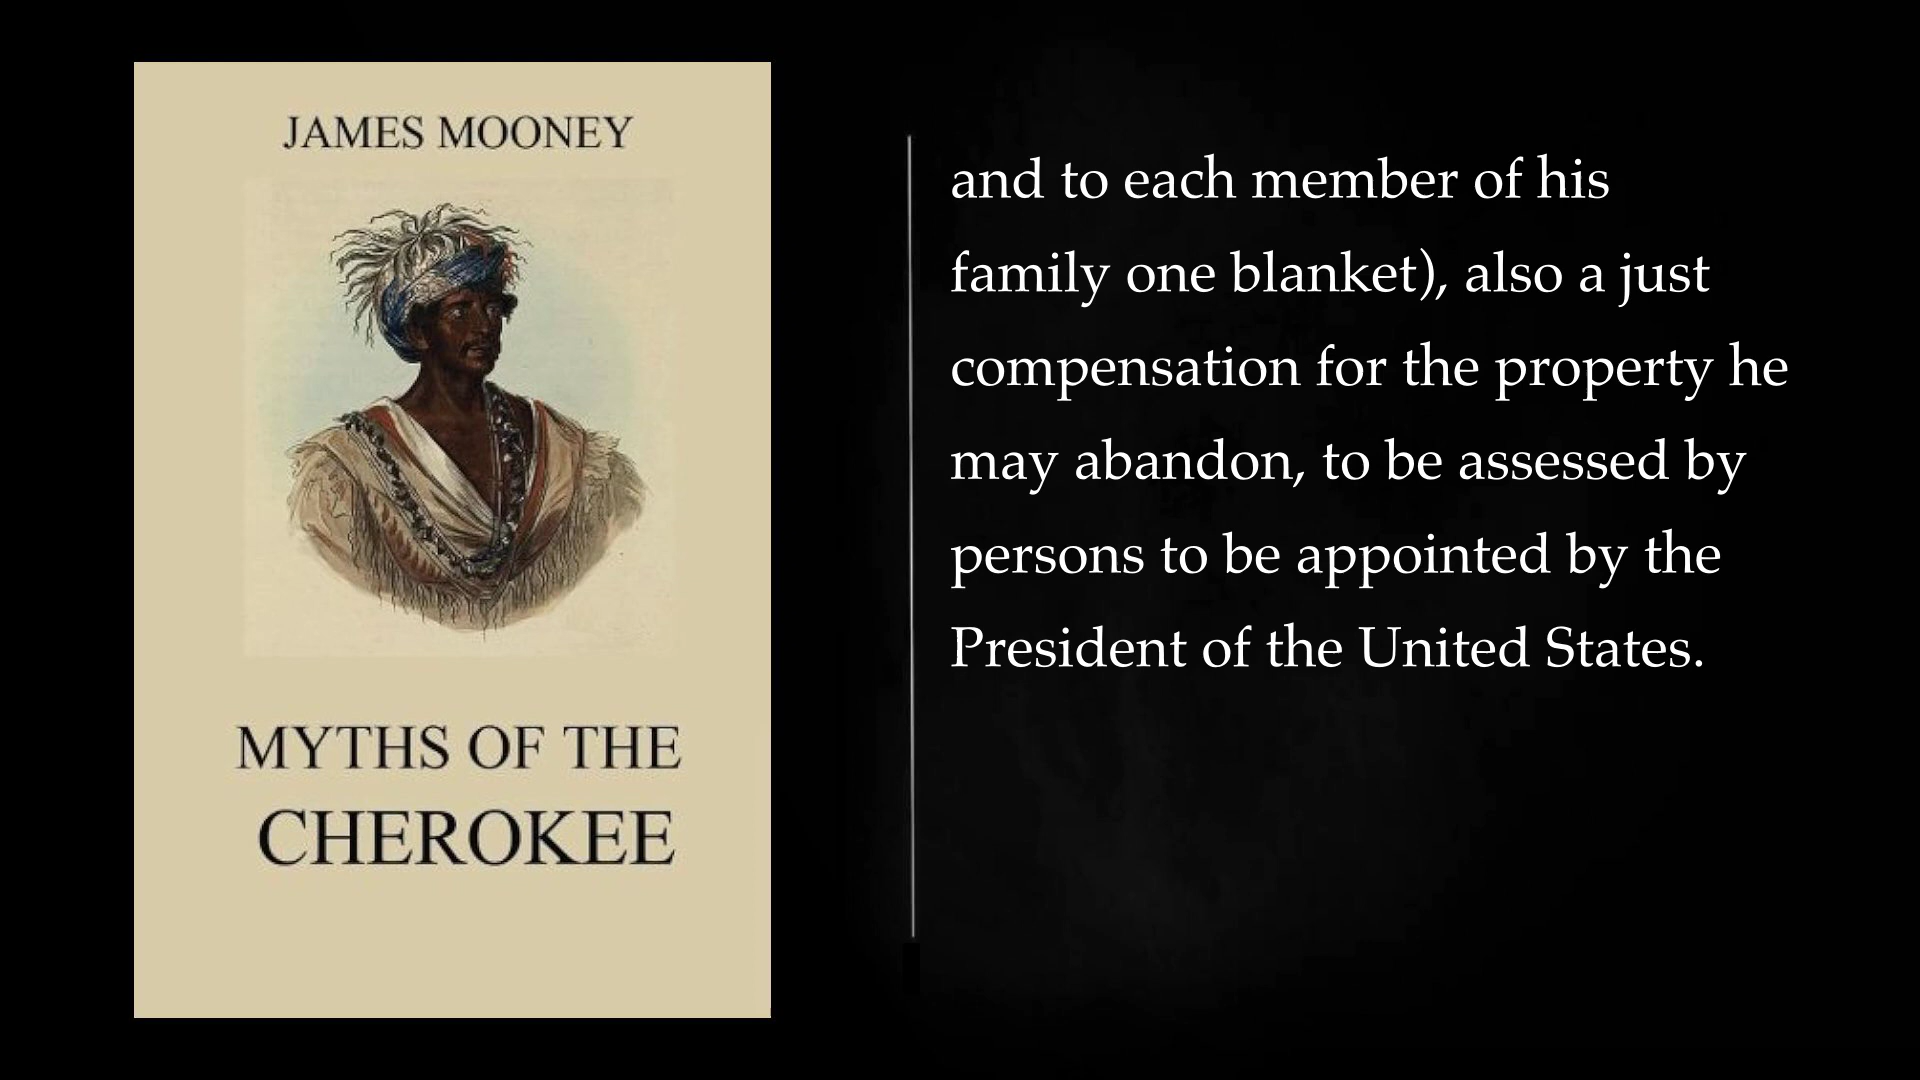 JAMES MOONEY
MYTHS OF THE
CHEROKEE
and to each member of his
family one blanket), also a just
compensation for the property he
may abandon, to be assessed by
persons to be appointed by the
President of the United States.